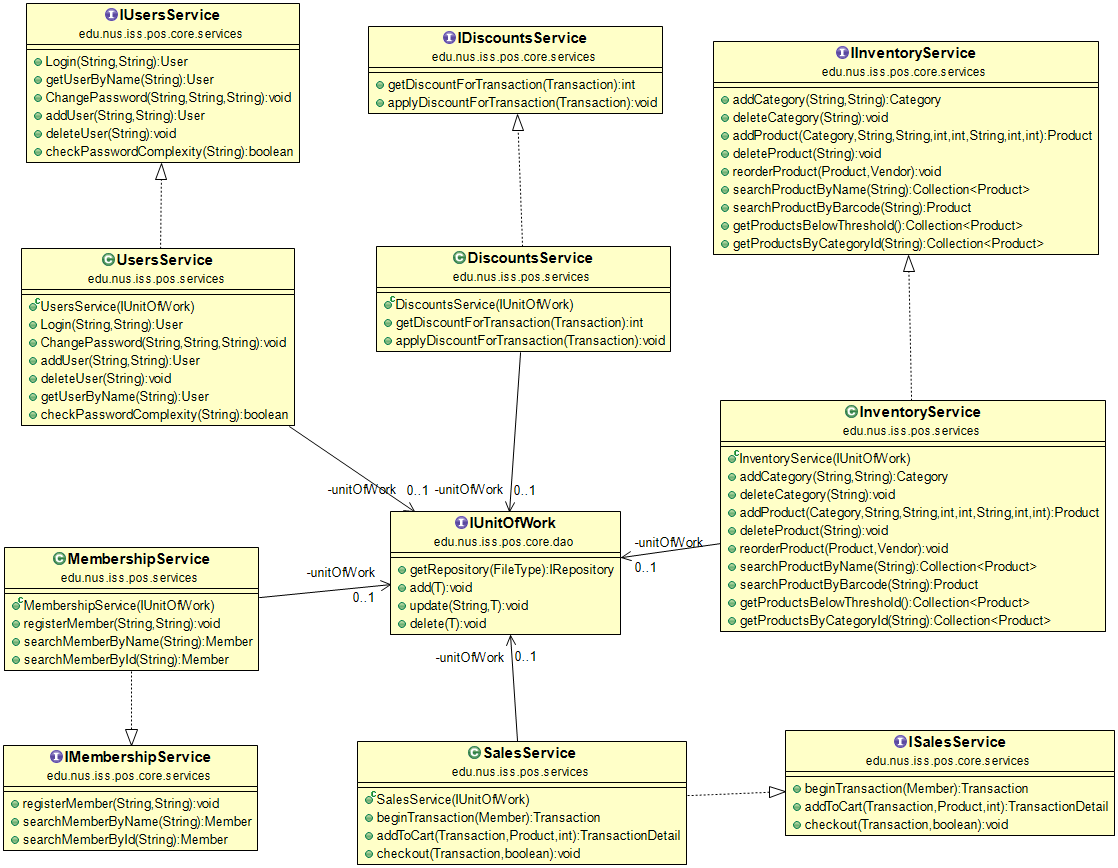 IUsersService
edu.nus.iss.pos.core.services
Login(String,String):User
getUserByName(String):User
ChangePassword(String,String,String):void
addUser(String,String):User
deleteUser(String):void
checkPasswordComplexity(String):boolean
IDiscountsService
edu.nus.iss.pos.core.services
getDiscountForTransaction(Transaction):int
applyDiscountForTransaction(Transaction):void
IInventoryService
edu.nus.iss.pos.core.services
addCategory(String,String):Category
deleteCategory(String):void
addProduct(Category,String,String,int,int,String,int,int):Product
deleteProduct(String):void
reorderProduct(Product,Vendor):void
searchProductByName(String):Collection<Product>
searchProductByBarcode(String):Product
getProductsBelowThreshold():Collection<Product>
getProductsByCategoryId(String):Collection<Product>
UsersService
edu.nus.iss.pos.services
UsersService(IUnitOfWork)
Login(String,String):User
ChangePassword(String,String,String):void
addUser(String,String):User
deleteUser(String):void
getUserByName(String):User
checkPasswordComplexity(String):boolean
DiscountsService
edu.nus.iss.pos.services
DiscountsService(IUnitOfWork)
getDiscountForTransaction(Transaction):int
applyDiscountForTransaction(Transaction):void
InventoryService
edu.nus.iss.pos.services
InventoryService(IUnitOfWork)
addCategory(String,String):Category
deleteCategory(String):void
addProduct(Category,String,String,int,int,String,int,int):Product
deleteProduct(String):void
reorderProduct(Product,Vendor):void
searchProductByName(String):Collection<Product>
searchProductByBarcode(String):Product
getProductsBelowThreshold():Collection<Product>
getProductsByCategoryId(String):Collection<Product>
-unitOfWork 0..1
-unitOfWork 0..1
IUnitOfWork
edu.nus.iss.pos.core.dao
getRepository(FileType):IRepository
add(T):void
update(String,T):void
delete(T):void
-unitOfWork
0..1
-unitOfWork
0..1
-unitOfWork 0..1
MembershipService
edu.nus.iss.pos.services
MembershipService(IUnitOfWork)
registerMember(String,String):void
searchMemberByName(String):Member
searchMemberById(String):Member
IMembershipService
edu.nus.iss.pos.core.services
registerMember(String,String):void
searchMemberByName(String):Member
searchMemberById(String):Member
SalesService
edu.nus.iss.pos.services
SalesService(IUnitOfWork)
beginTransaction(Member):Transaction
addToCart(Transaction,Product,int):TransactionDetail
checkout(Transaction,boolean):void
ISalesService
edu.nus.iss.pos.core.services
beginTransaction(Member):Transaction
addToCart(Transaction,Product,int):TransactionDetail
checkout(Transaction,boolean):void